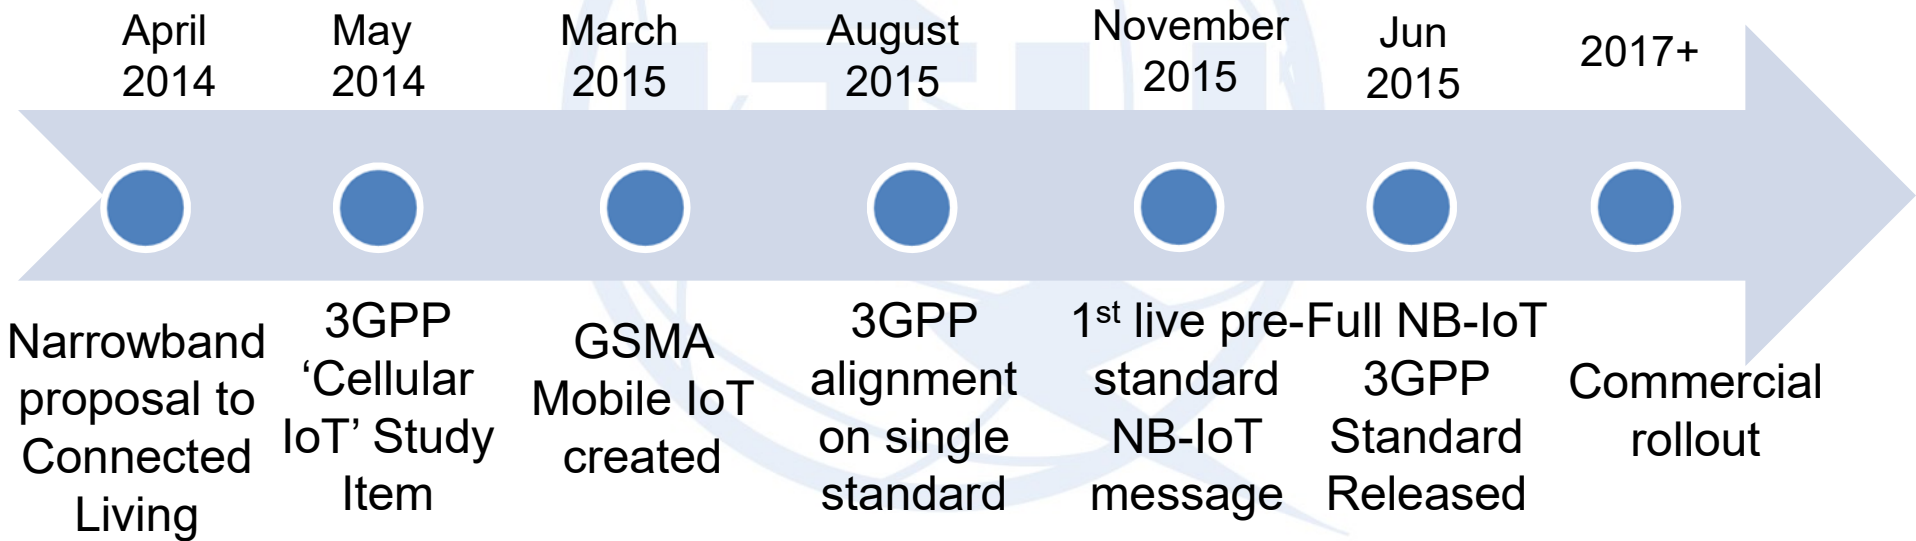 April
2014
May
2014
March
2015
August
2015
November
2015
Jun
2015
2017+
Narrowband
proposal to
Connected
Living
3GPP
‘Cellular
IoT’ Study
Item
GSMA
Mobile IoT
created
3GPP
alignment
on single
standard
1st live pre-
standard
NB-IoT
message
Full NB-IoT
3GPP
Standard
Released
Commercial
rollout